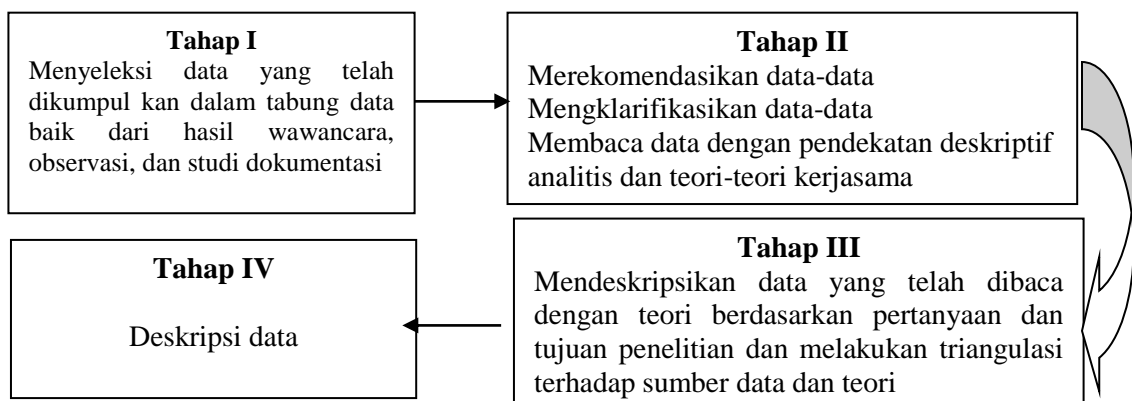 Tahap I
Menyeleksi data yang telah
dikumpul kan dalam tabung data
baik dari hasil wawancara,
observasi, dan studi dokumentasi
Tahap II
Merekomendasikan data-data
Mengklarifikasikan data-data
Membaca data dengan pendekatan deskriptif
analitis dan teori-teori kerjasama
Tahap III
Mendeskripsikan data yang telah dibaca
dengan teori berdasarkan pertanyaan dan
tujuan penelitian dan melakukan triangulasi
terhadap sumber data dan teori
Tahap IV
Deskripsi data